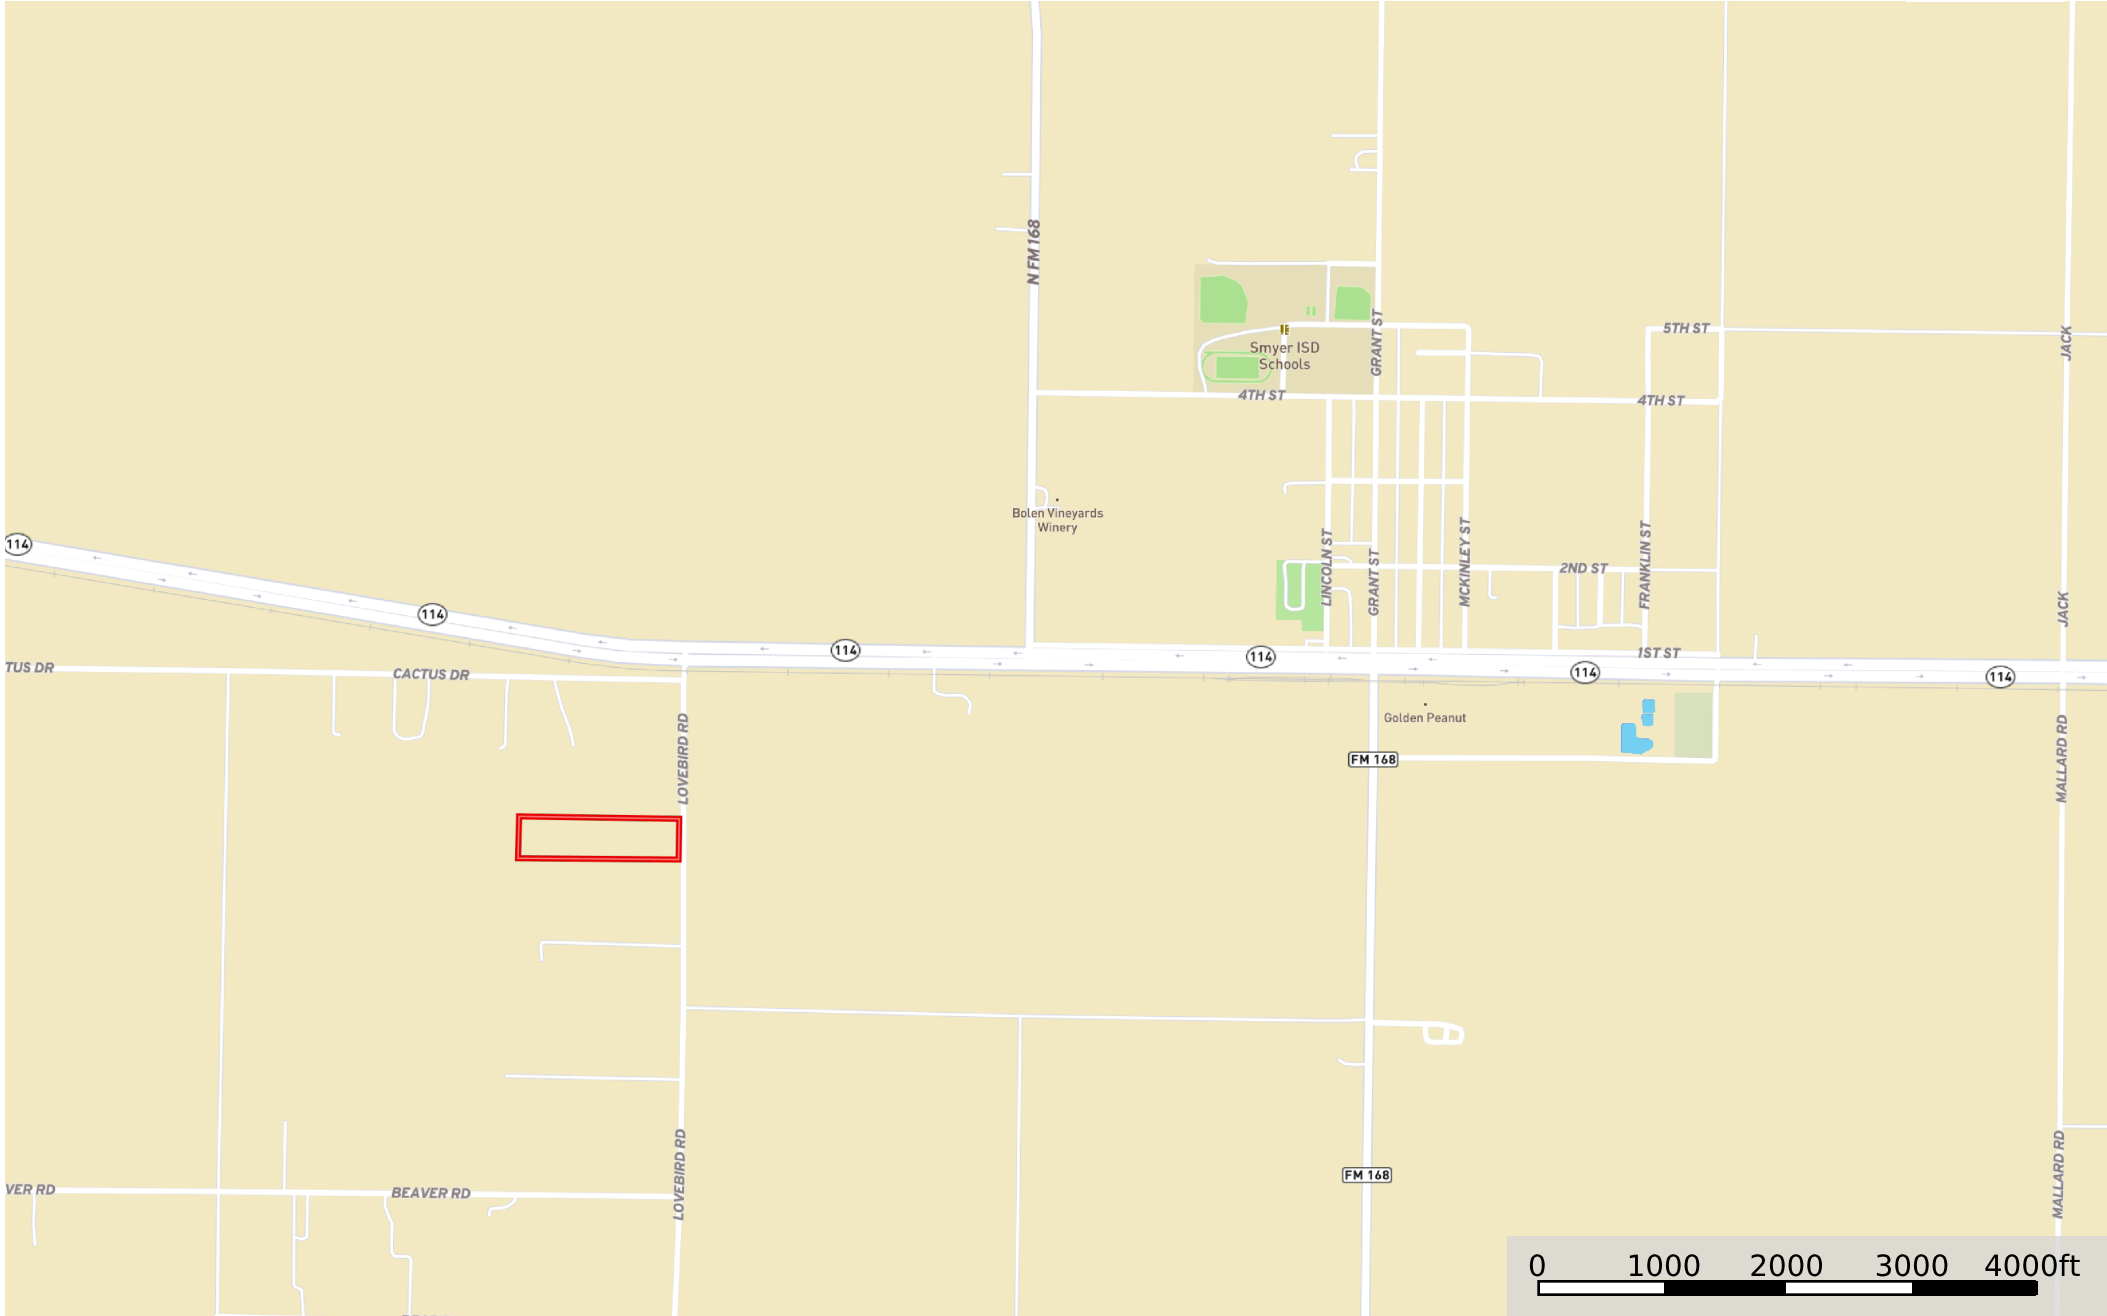 N FM 168
GRANT ST
5TH ST
JACK
Smyer ISD
Schools
4TH ST
4TH ST
Bolen Vineyards
Winery
114
LINCOLN ST
GRANT ST
MCKINLEY ST
2ND ST
FRANKLIN ST
JACK
114
114
114
1ST ST
114
114
TUS DR
CACTUS DR
LOVEBIRD RD
Golden Peanut
MALLARD RD
FM 168
LOVEBIRD RD
MALLARD RD
FM 168
VER RD
BEAVER RD
0 1000 2000 3000 4000ft